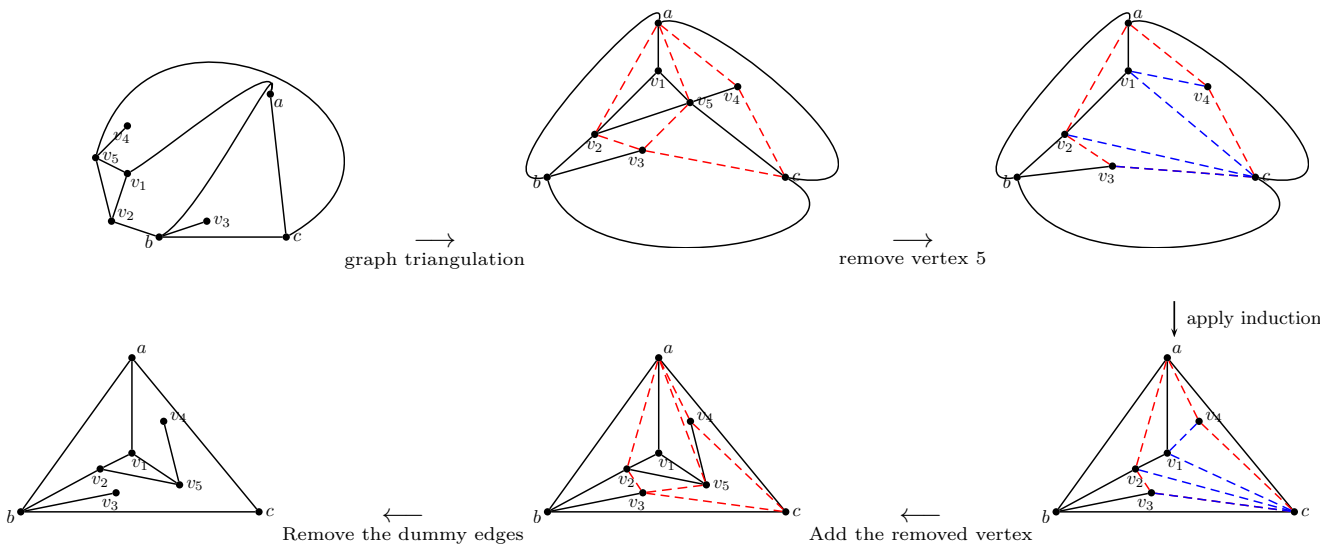 a
v4
v5
v1
v2
v3
b
c
a
v1
v5
v4
v2
v3
b
c
a
v1
v4
v2
v3
b
c
graph triangulation
remove vertex 5
apply induction
a
v4
v1
v2
v5
v3
b
c
a
v4
v1
v2
v5
v3
b
c
a
v4
v1
v2
v3
b
c
Remove the dummy edges
Add the removed vertex